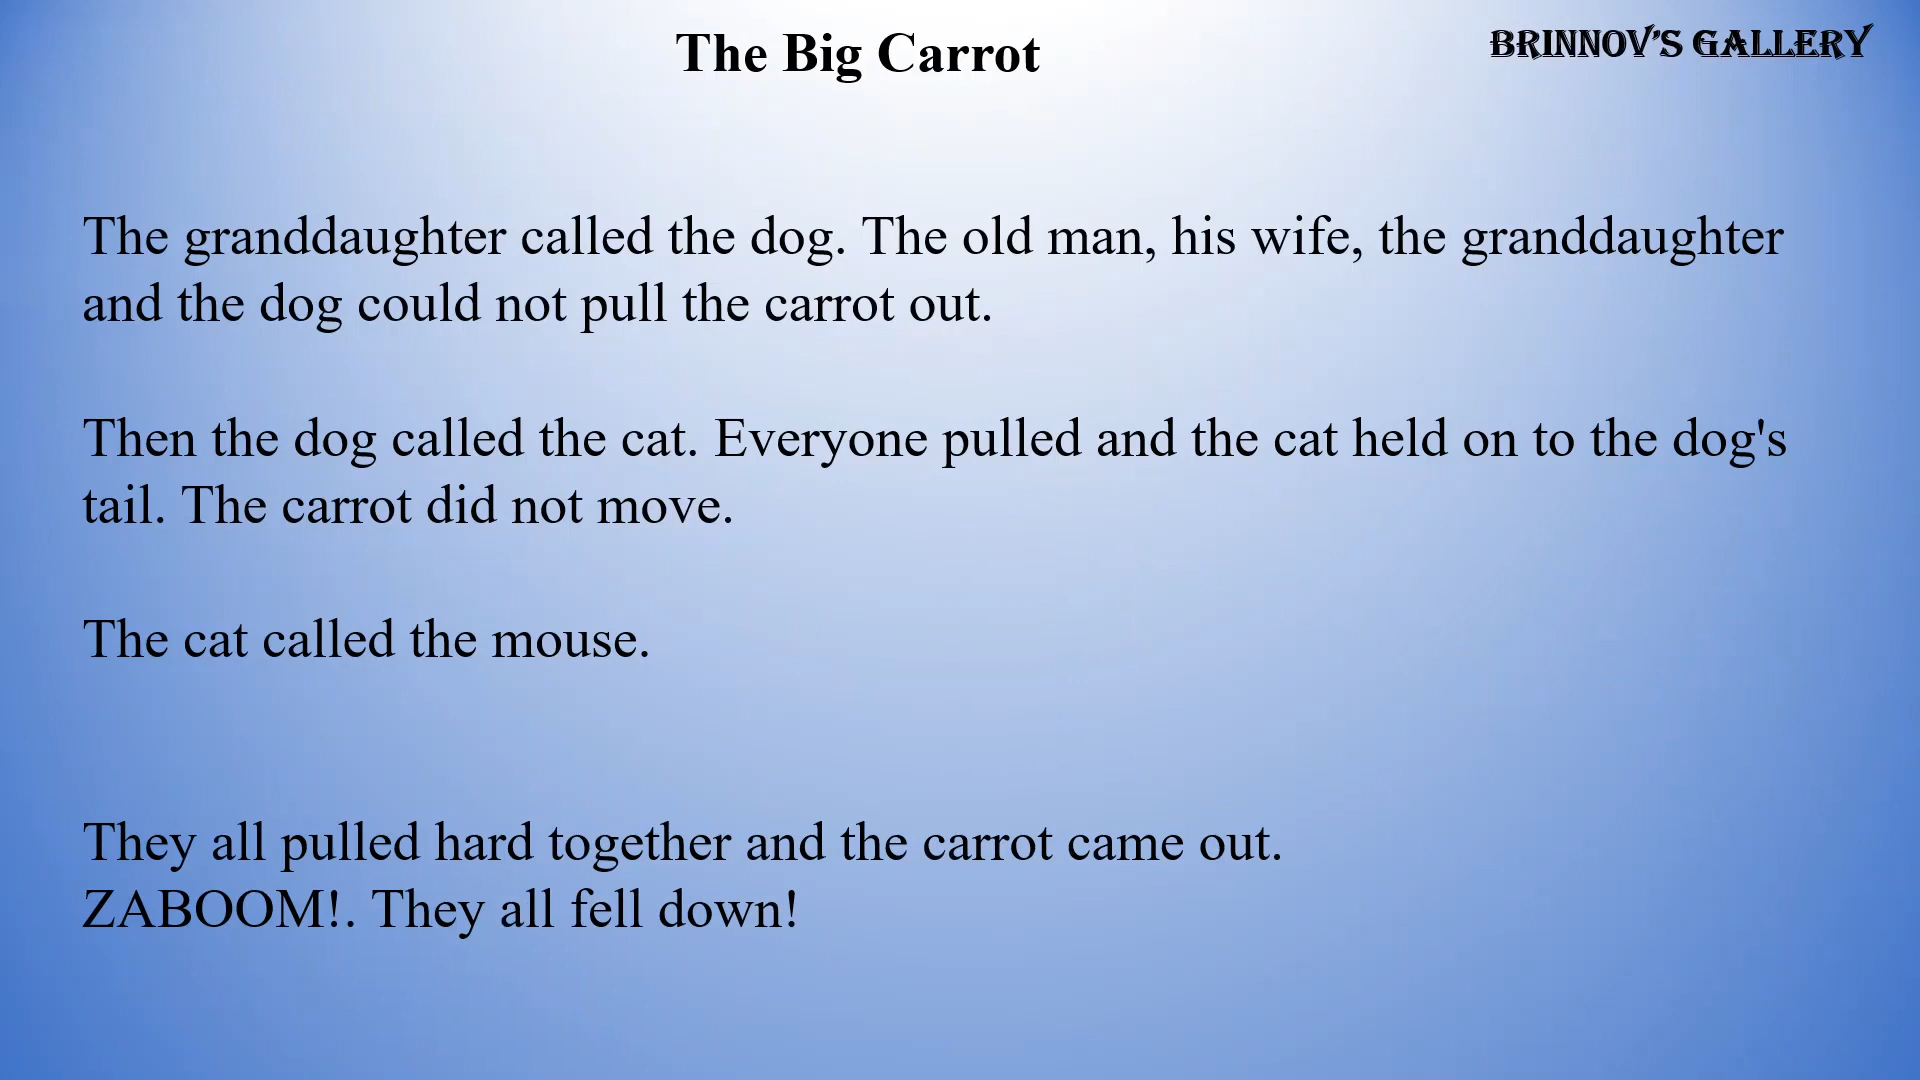 The Big Carrot
BRINNOV'S GALLERY
The granddaughter called the dog. The old man, his wife, the granddaughter
and the dog could not pull the carrot out.
Then the dog called the cat. Everyone pulled and the cat held on to the dog's
tail. The carrot did not move.
The cat called the mouse.
They all pulled hard together and the carrot came out.
ZABOOM!. They all fell down!